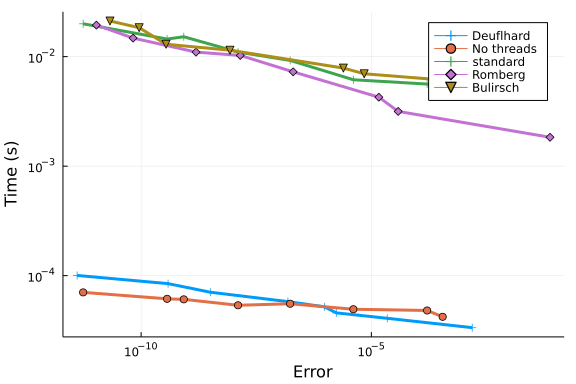 Time (s)
10⁻²
10⁻³
10⁻⁴
Deuflhard
No threads
standard
Romberg
Bulirsch
10⁻¹⁰
10⁻⁵
Error